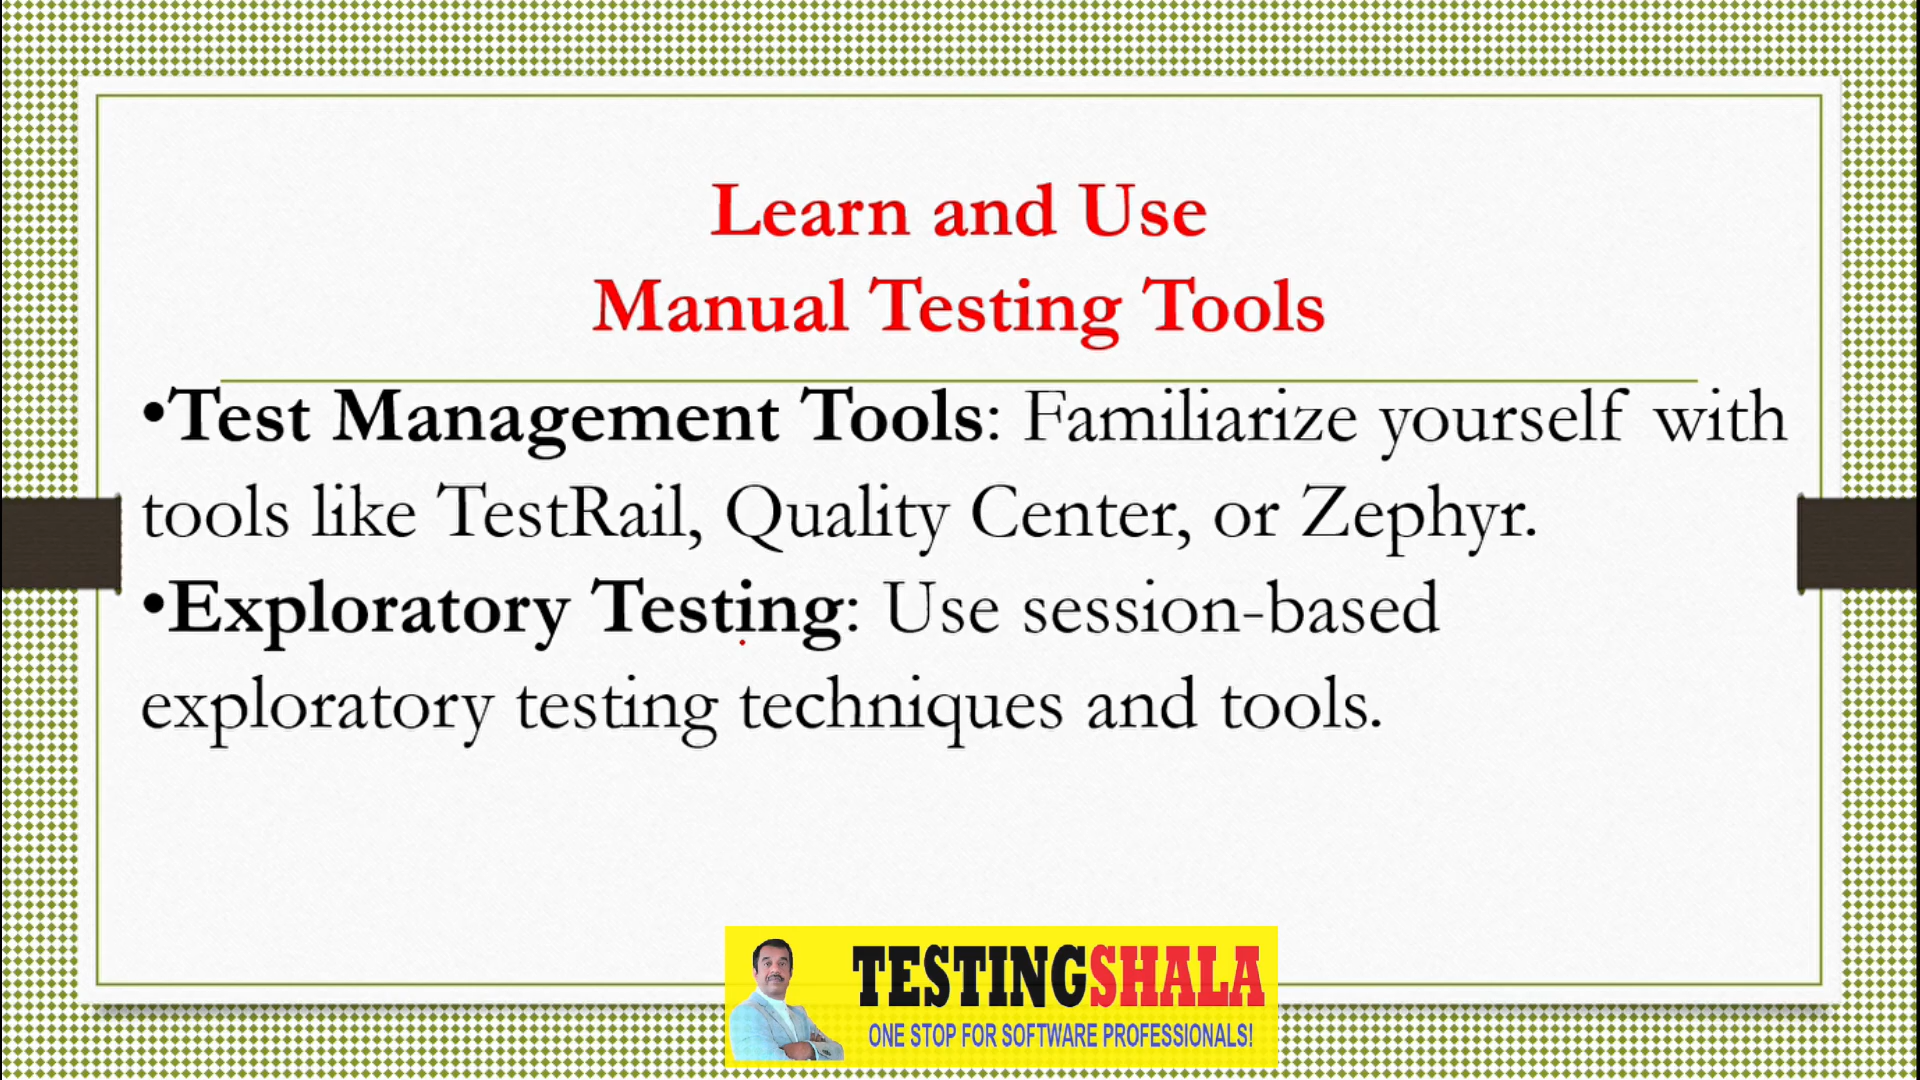 Learn and Use
Manual Testing Tools
•Test Management Tools: Familiarize yourself with
tools like TestRail, Quality Center, or Zephyr.
•Exploratory Testing: Use session-based
exploratory testing techniques and tools.
TESTINGSHALA
ONE STOP FOR SOFTWARE PROFESSIONALS!